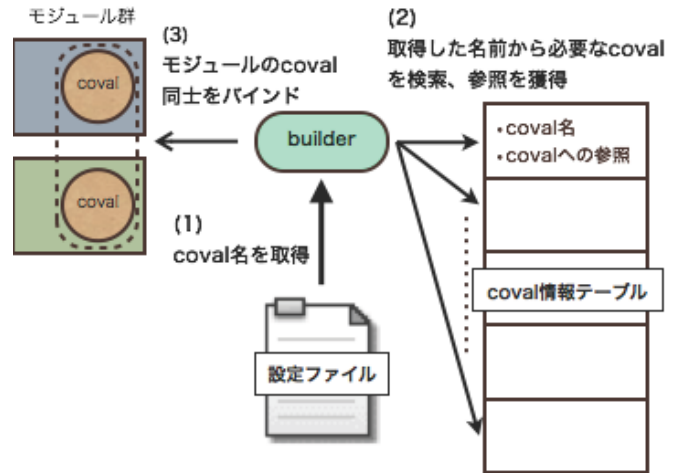 モジュール群
coval
coval
(3)
モジュールのcoval
同士をバインド
builder
(1)
coval名を取得
設定ファイル
(2)
取得した名前から必要なcoval
を検索、参照を獲得
•coval名
•covalへの参照
coval情報テーブル